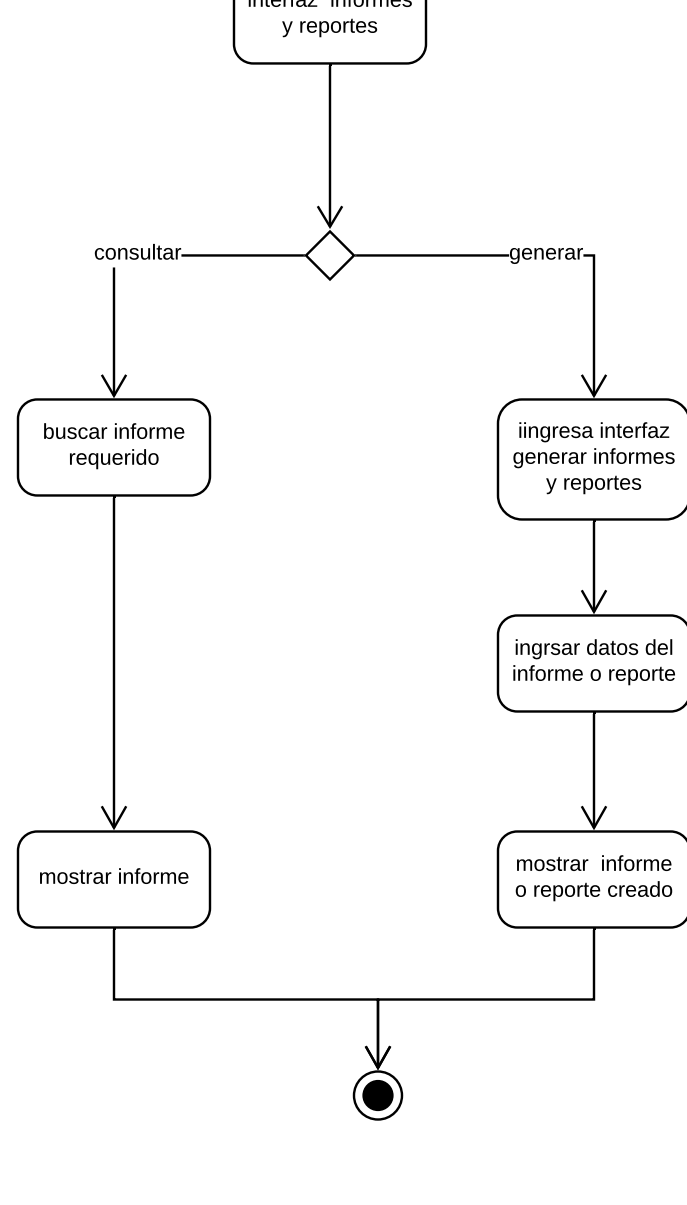 interfaz informes
y reportes
consultar
generar
buscar informe
requerido
iingresa interfaz
generar informes
y reportes
ingrsar datos del
informe o reporte
mostrar informe
mostrar informe
o reporte creado